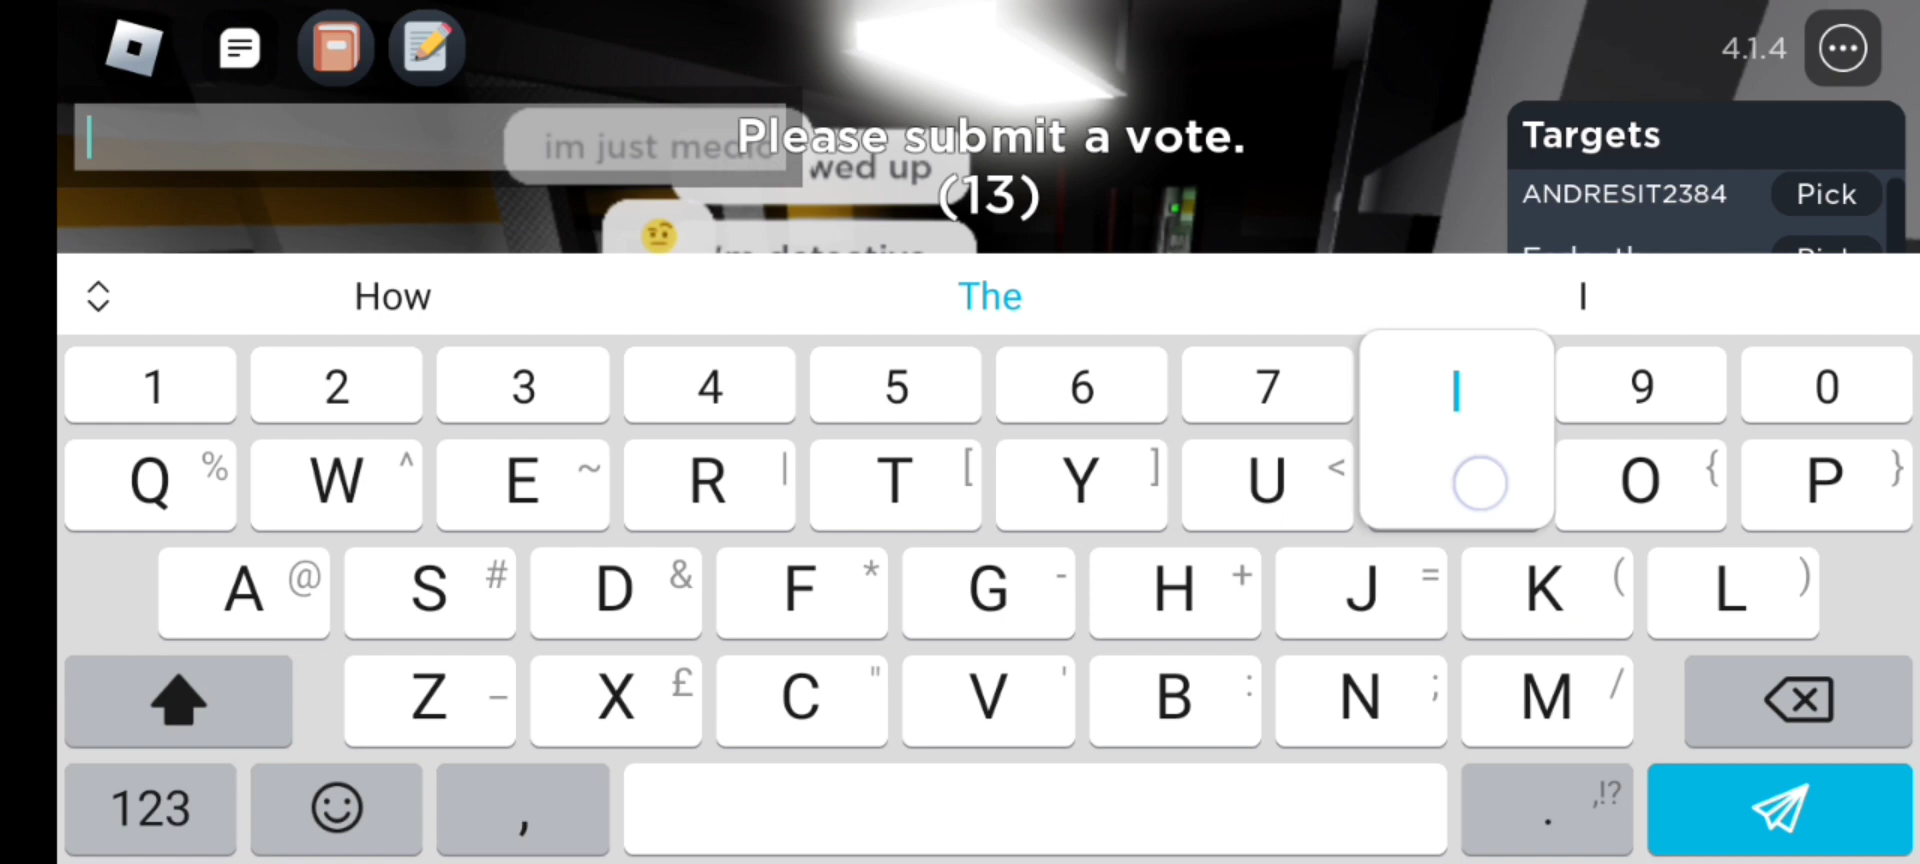 4.1.4
im just medic
Please submit a vote.
wed up
(13)
Targets
ANDRESIT2384 Pick
How The I
1 2 3 4 5 6 7 I 9 0
Q % W ^ E ~ R | T [ Y ] U < O { P }
A @ S # D & F * G - H + J = K ( L )
Z _ X £ C " V ' B : N ; M /
123 , . ,!?